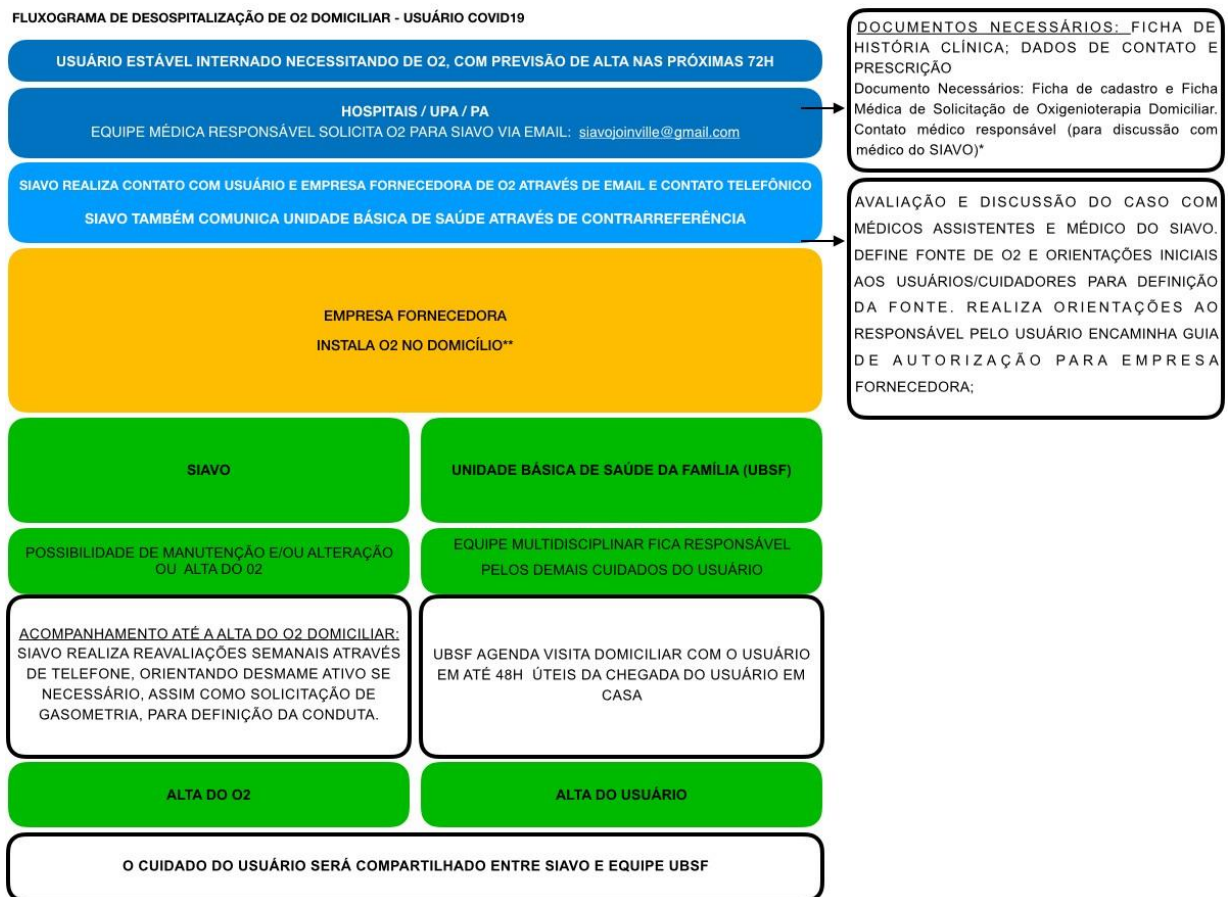 FLUXOGRAMA DE DESOSPITALIZAÇÃO DE O2 DOMICILIAR - USUÁRIO COVID19
USUÁRIO ESTÁVEL INTERNADO NECESSITANDO DE O2, COM PREVISÃO DE ALTA NAS PRÓXIMAS 72H
HOSPITAIS / UPA / PA
EQUIPE MÉDICA RESPONSÁVEL SOLICITA O2 PARA SIAVO VIA EMAIL: siavojoinville@gmail.com
DOCUMENTOS NECESSÁRIOS: FICHA DE
HISTÓRIA CLÍNICA; DADOS DE CONTATO E
PRESCRIÇÃO
Documento Necessários: Ficha de cadastro e Ficha
Médica de Solicitação de Oxigenioterapia Domiciliar.
Contato médico responsável (para discussão com
médico do SIAVO)*
SIAVO REALIZA CONTATO COM USUÁRIO E EMPRESA FORNECEDORA DE O2 ATRAVÉS DE EMAIL E CONTATO TELEFÔNICO
SIAVO TAMBÉM COMUNICA UNIDADE BÁSICA DE SAÚDE ATRAVÉS DE CONTRARREFERÊNCIA
AVALIAÇÃO E DISCUSSÃO DO CASO COM
MÉDICOS ASSISTENTES E MÉDICO DO SIAVO.
DEFINE FONTE DE O2 E ORIENTAÇÕES INICIAIS
AOS USUÁRIOS/CUIDADORES PARA DEFINIÇÃO
DA FONTE. REALIZA ORIENTAÇÕES AO
RESPONSÁVEL PELO USUÁRIO ENCAMINHA GUIA
DE AUTORIZAÇÃO PARA EMPRESA
FORNECEDORA;
EMPRESA FORNECEDORA
INSTALA O2 NO DOMICÍLIO**
SIAVO
UNIDADE BÁSICA DE SAÚDE DA FAMÍLIA (UBSF)
POSSIBILIDADE DE MANUTENÇÃO E/OU ALTERAÇÃO
OU ALTA DO 02
EQUIPE MULTIDISCIPLINAR FICA RESPONSÁVEL
PELOS DEMAIS CUIDADOS DO USUÁRIO
ACOMPANHAMENTO ATÉ A ALTA DO O2 DOMICILIAR:
SIAVO REALIZA REAVALIAÇÕES SEMANAIS ATRAVÉS
DE TELEFONE, ORIENTANDO DESMAME ATIVO SE
NECESSÁRIO, ASSIM COMO SOLICITAÇÃO DE
GASOMETRIA, PARA DEFINIÇÃO DA CONDUTA.
UBSF AGENDA VISITA DOMICILIAR COM O USUÁRIO
EM ATÉ 48H ÚTEIS DA CHEGADA DO USUÁRIO EM
CASA
ALTA DO O2
ALTA DO USUÁRIO
O CUIDADO DO USUÁRIO SERÁ COMPARTILHADO ENTRE SIAVO E EQUIPE UBSF